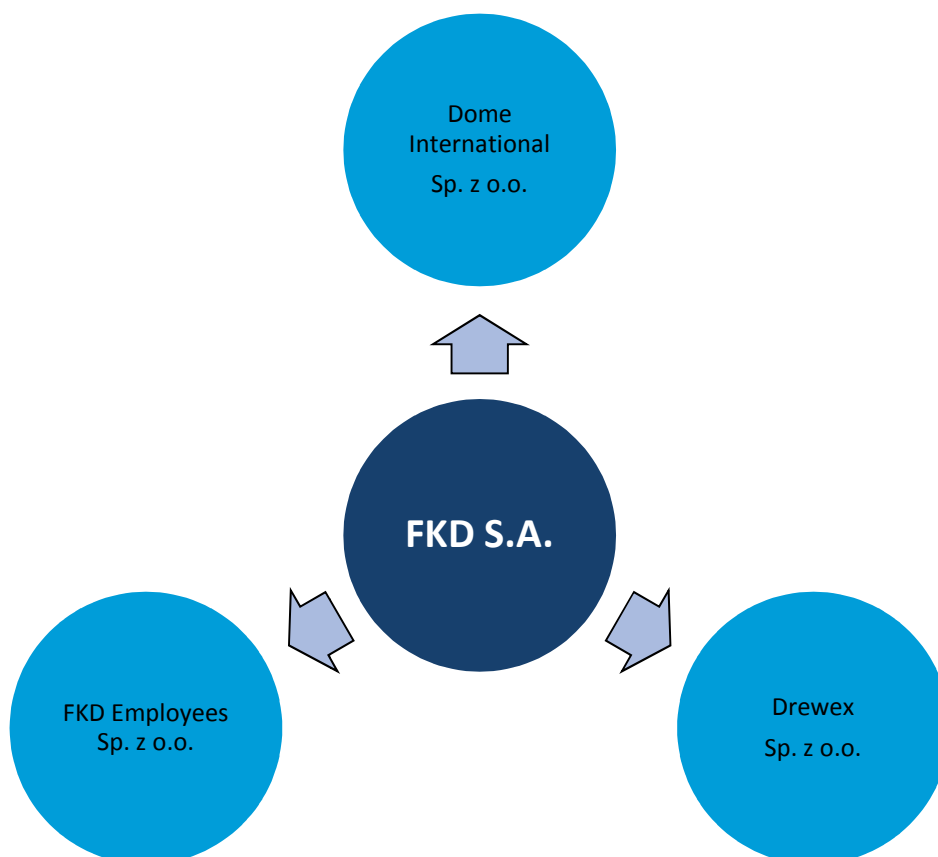 Dome
International
Sp. z o.o.
FKD S.A.
FKD Employees
Sp. z o.o.
Drewex
Sp. z o.o.